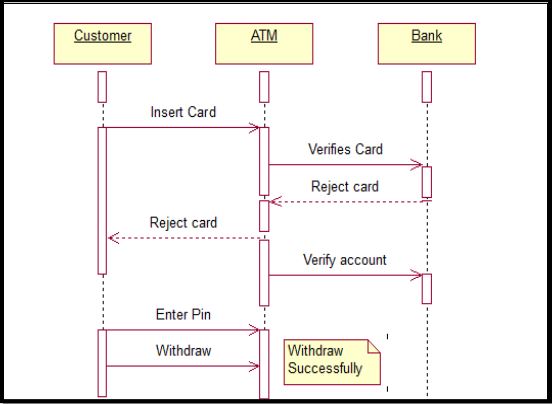 Customer
ATM
Bank
Insert Card
Verifies Card
Reject card
Reject card
Verify account
Enter Pin
Withdraw
Withdraw
Successfully